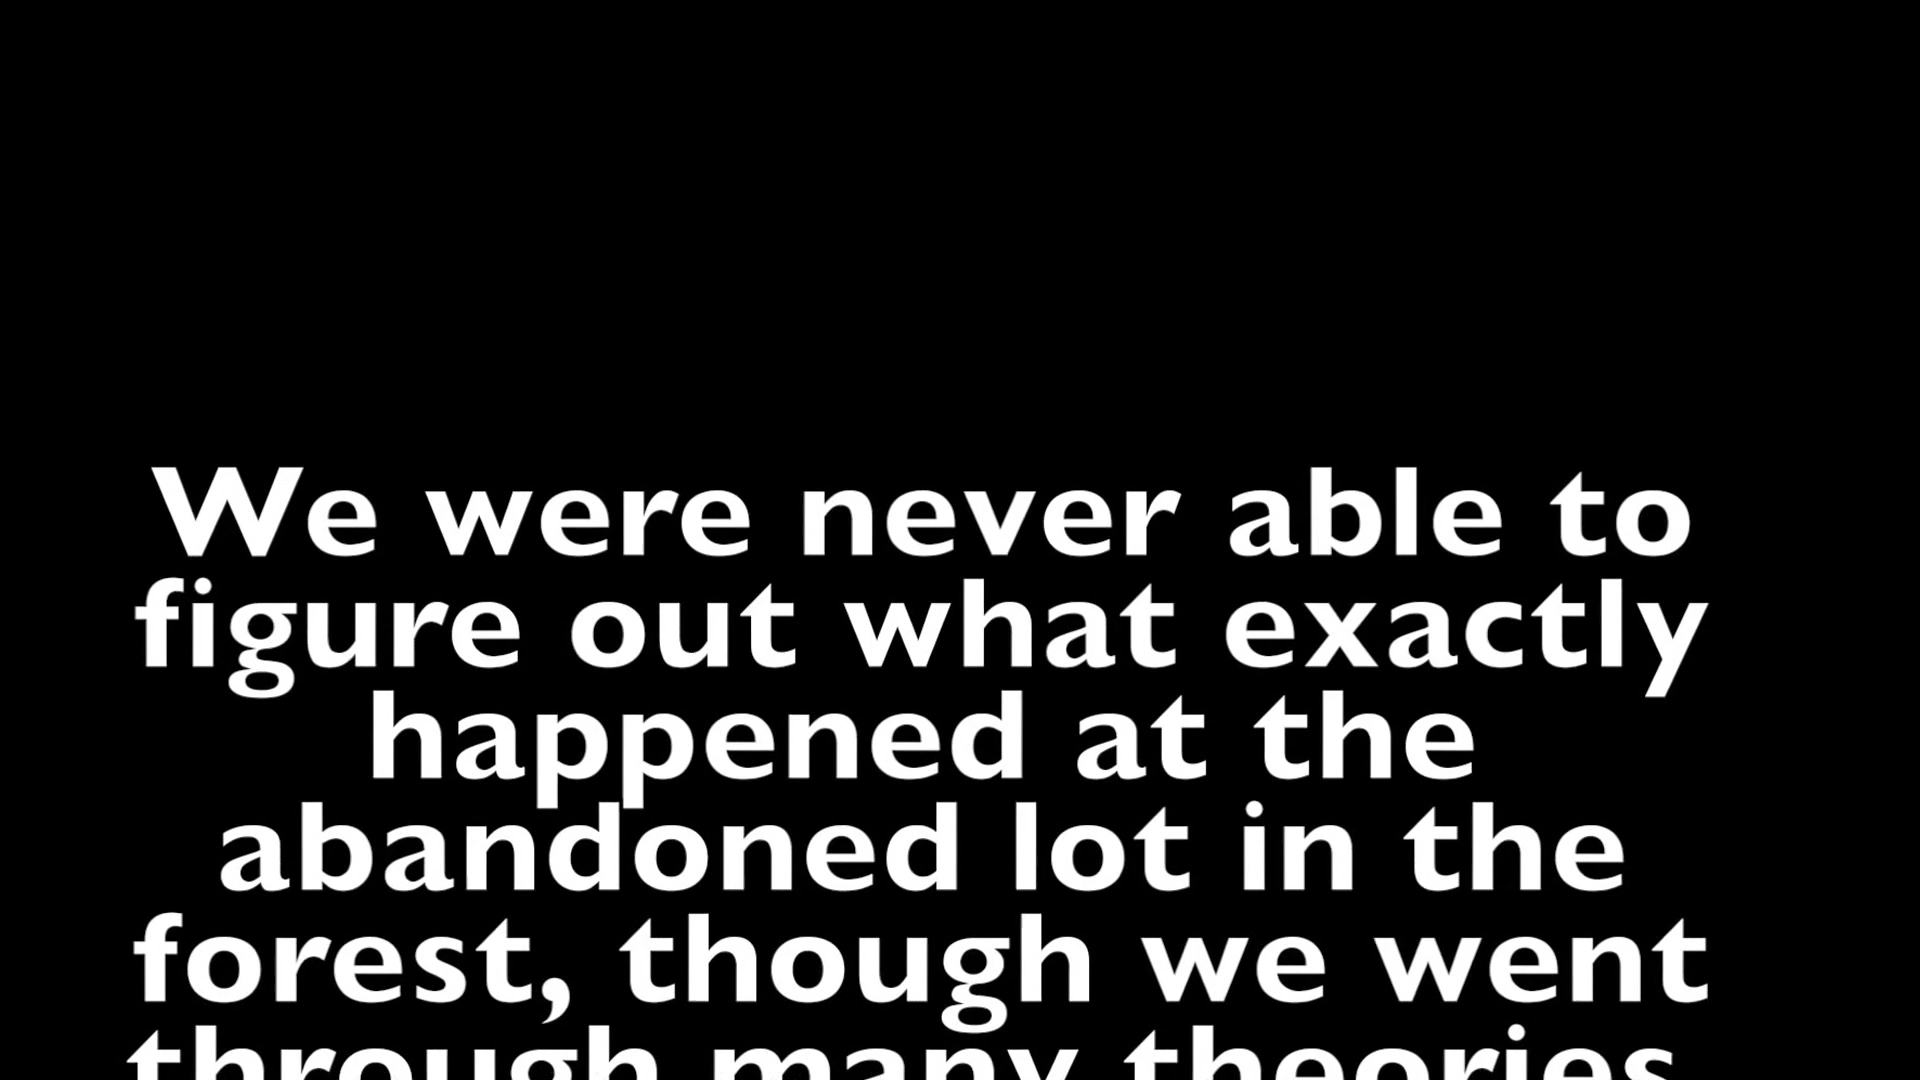 We were never able to
figure out what exactly
happened at the
abandoned lot in the
forest, though we went
through many theories